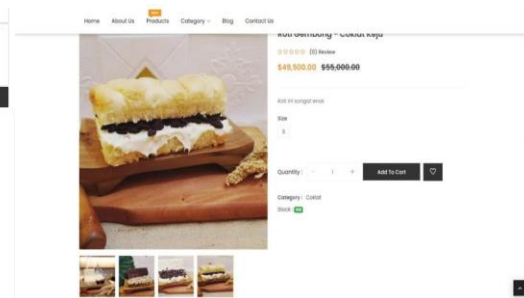 Home About Us Products Category Blog Contact Us
Roti Gembong - Coklat Keju
(0) Review
$49,500.00 $55,000.00
Roti ini sangat enak
Size
S
Quantity : - 1 + Add To Cart
Category : Coklat
Stock :